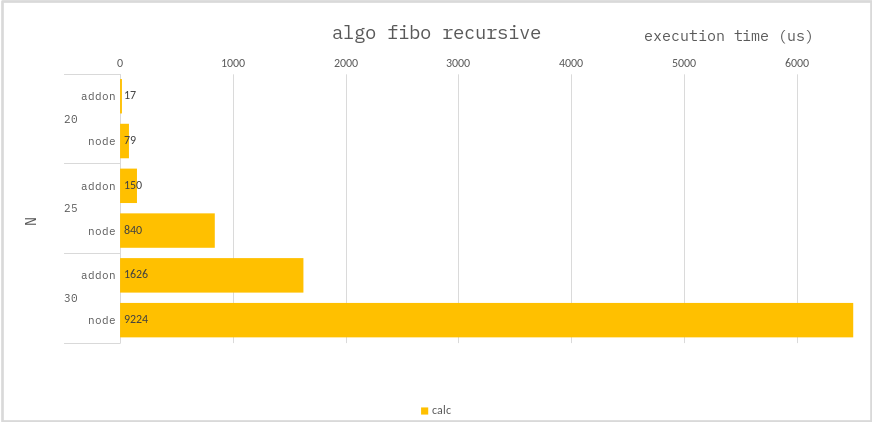 algo fibo recursive
execution time (us)
0 1000 2000 3000 4000 5000 6000
addon 17
20
node 79
addon 150
25
node 840
N
addon 1626
30
node 9224
calc